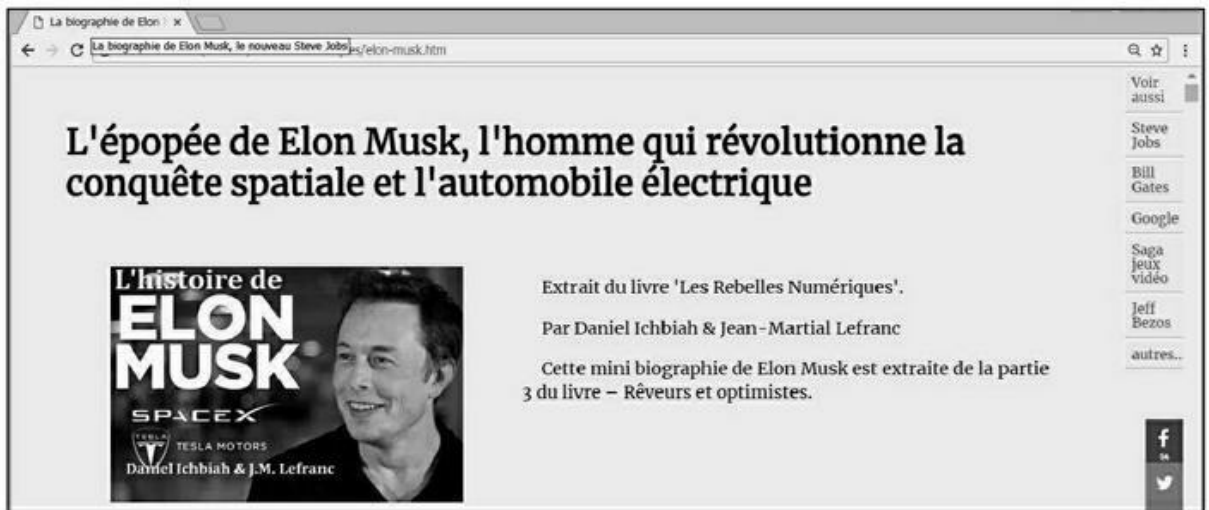 La biographie de Elon
La biographie de Elon Musk, le nouveau Steve Jobs
es/elon-musk.htm
L'épopée de Elon Musk, l'homme qui révolutionne la
conquête spatiale et l'automobile électrique
L'histoire de
ELON
MUSK
SPACEX
TESLA
TESLA MOTORS
Daniel Ichbiah & J.M. Lefranc
Extrait du livre 'Les Rebelles Numériques'.
Par Daniel Ichbiah & Jean-Martial Lefranc
Cette mini biographie de Elon Musk est extraite de la partie
3 du livre – Rêveurs et optimistes.
Voir
aussi
Steve
Jobs
Bill
Gates
Google
Saga
jeux
vidéo
Jeff
Bezos
autres..